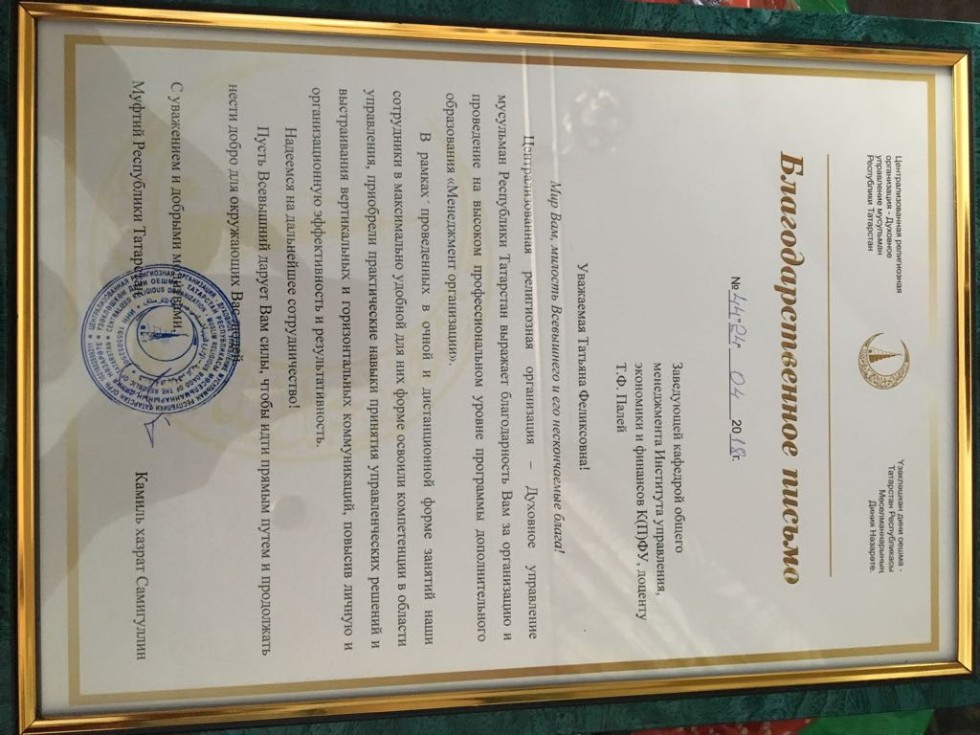 Централизованная религиозная
организация - Духовное
управление мусульман
Республики Татарстан
Үзәкләшкән дини оешма -
Татарстан Республикасы
Мөселманнарының
Диния Нәзарәте.
Благодарственное письмо
№ 44-24 04 2018г.
Заведующей кафедрой общего
менеджмента Института управления,
экономики и финансов К(П)ФУ, доценту
Т.Ф. Палей
Уважаемая Татьяна Феликсовна!
Мир Вам, милость Всевышнего и его нескончаемые блага!
Централизованная религиозная организация – Духовное управление
мусульман Республики Татарстан выражает благодарность Вам за организацию и
проведение на высоком профессиональном уровне программы дополнительного
образования «Менеджмент организации».
В рамках проведенных в очной и дистанционной форме занятий наши
сотрудники в максимально удобной для них форме освоили компетенции в области
управления, приобрели практические навыки принятия управленческих решений и
выстраивания вертикальных и горизонтальных коммуникаций, повысив личную и
организационную эффективность и результативность.
Надеемся на дальнейшее сотрудничество!
Пусть Всевышний дарует Вам силы, чтобы идти прямым путем и продолжать
нести добро для окружающих Вас людей.
С уважением и добрыми молитвами,
Муфтий Республики Татарстан
Камиль хазрат Самигуллин